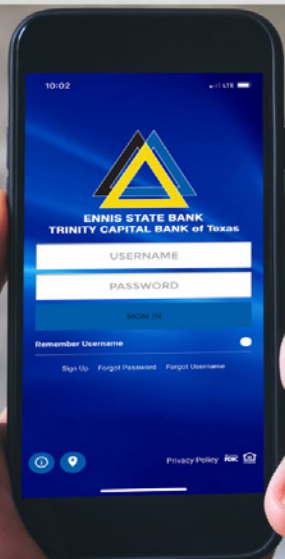 10:02 LTE
ENNIS STATE BANK
TRINITY CAPITAL BANK of Texas
USERNAME
PASSWORD
SIGN IN
Remember Username
Sign Up Forgot Password Forgot Username
Privacy Policy FDIC